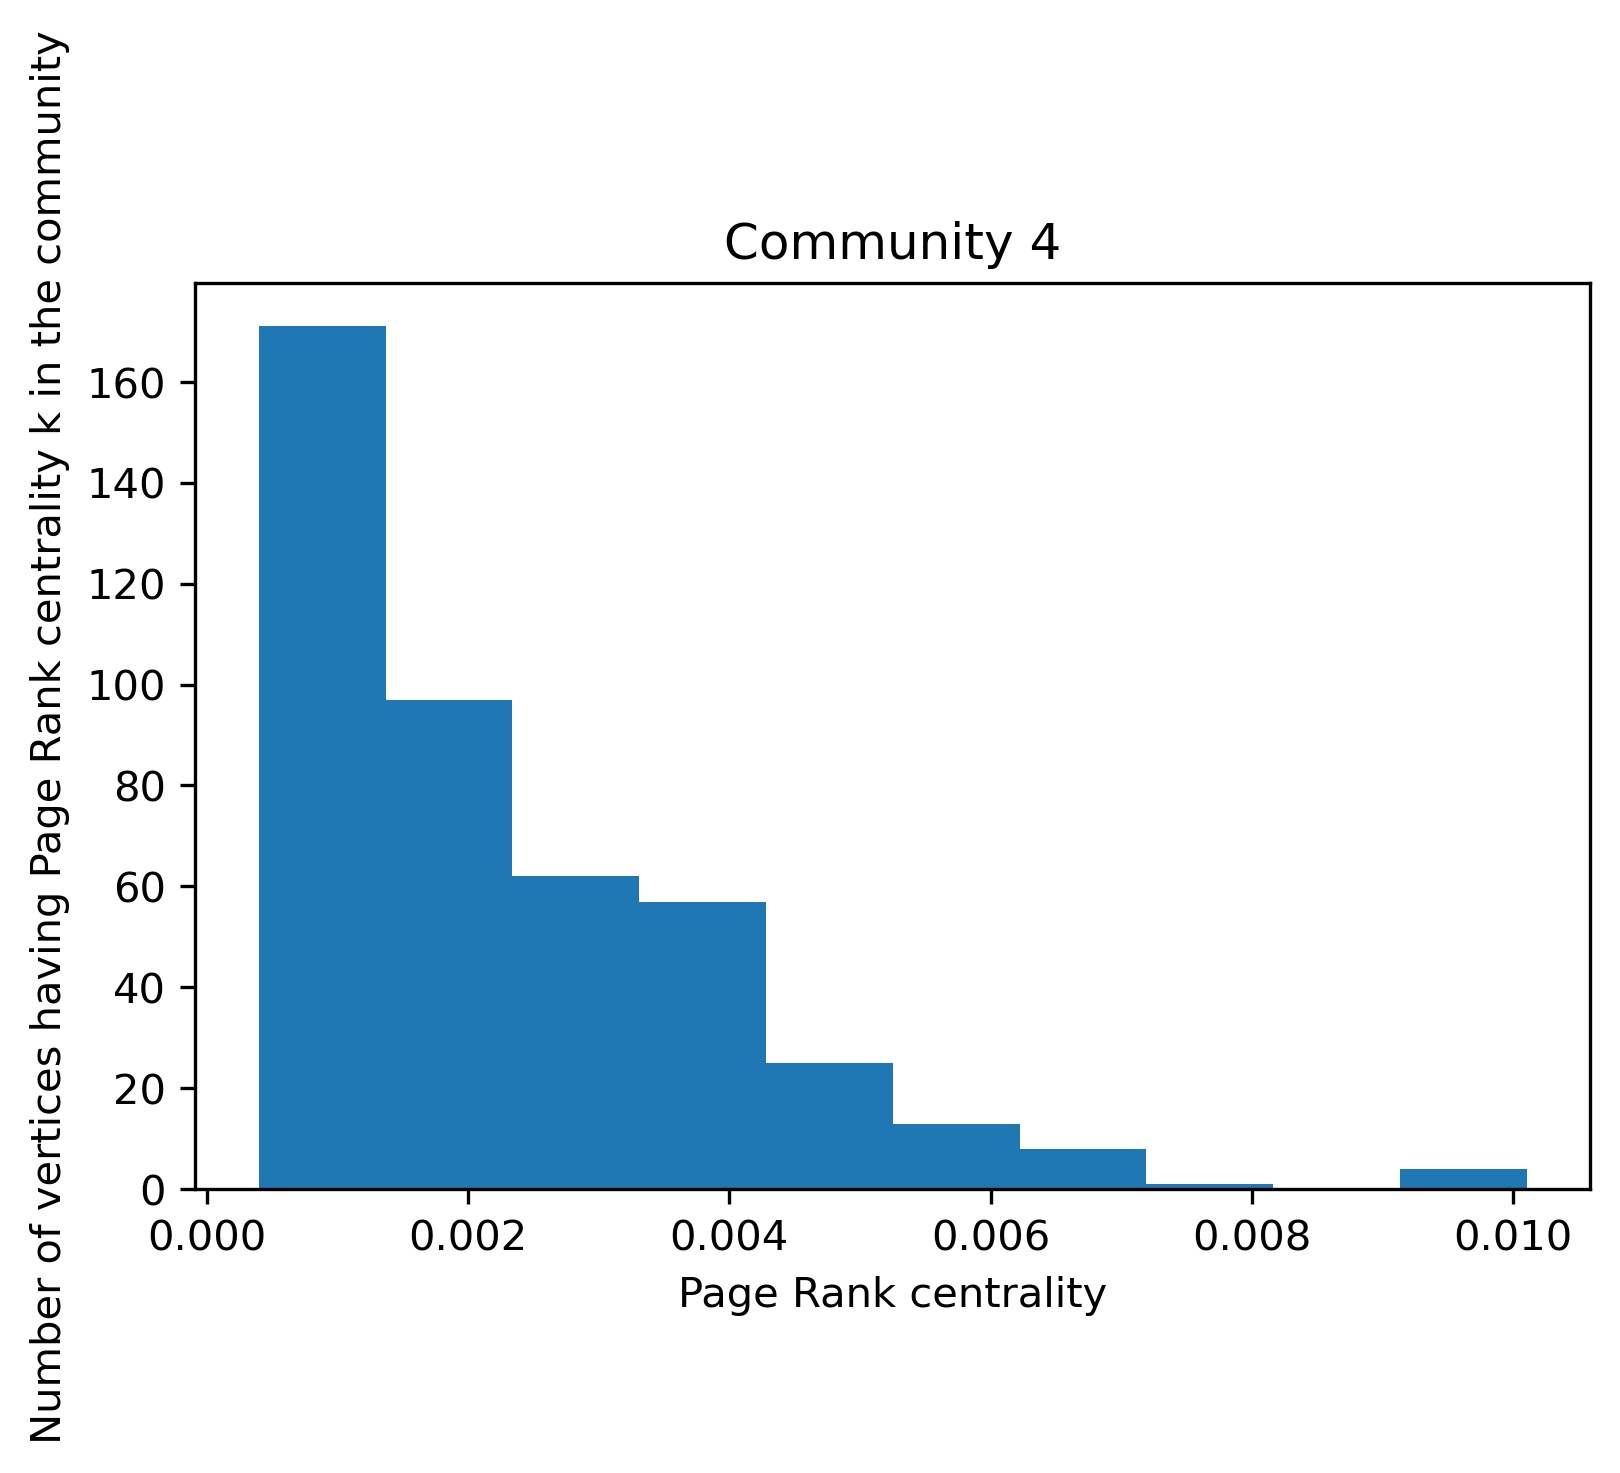 Community 4
Number of vertices having Page Rank centrality k in the community
160
140
120
100
80
60
40
20
0
0.000 0.002 0.004 0.006 0.008 0.010
Page Rank centrality